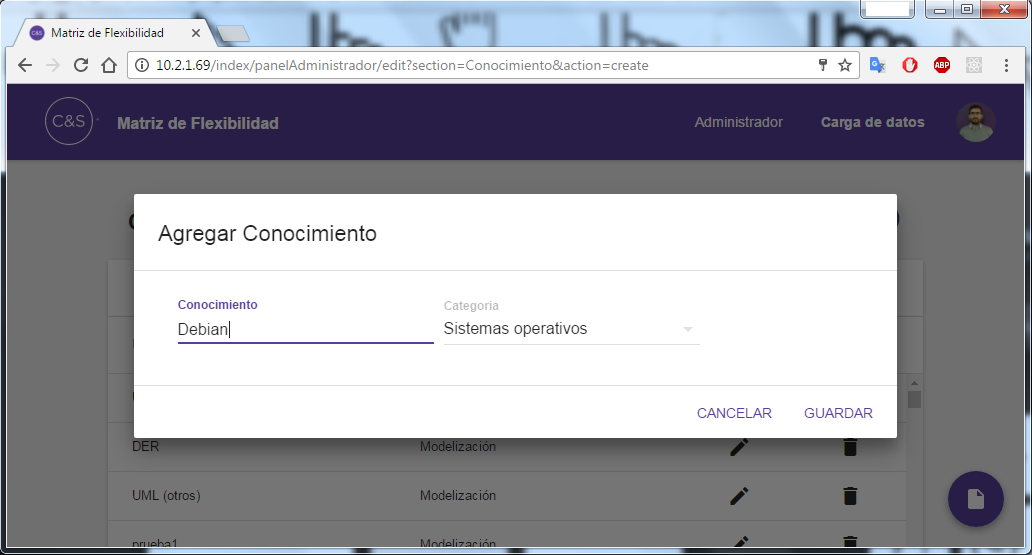 C&S Matriz de Flexibilidad
10.2.1.69/index/panelAdministrador/edit?section=Conocimiento&action=create
C&S Matriz de Flexibilidad Administrador Carga de datos
Agregar Conocimiento
Conocimiento Categoria
Debian Sistemas operativos
CANCELAR GUARDAR
DER Modelización
UML (otros) Modelización
prueba1 Modelización
ABP